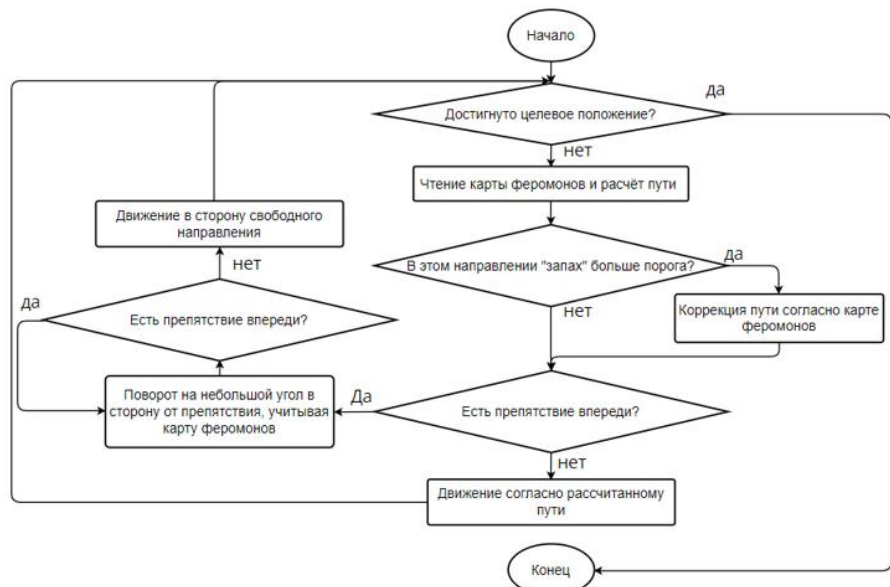 Начало
да
Достигнуто целевое положение?
нет
Чтение карты феромонов и расчёт пути
Движение в сторону свободного
направления
нет
В этом направлении "запах" больше порога?
да
да
Есть препятствие впереди?
нет
Коррекция пути согласно карте
феромонов
Поворот на небольшой угол в
сторону от препятствия, учитывая
карту феромонов
Да
Есть препятствие впереди?
нет
Движение согласно рассчитанному
пути
Конец